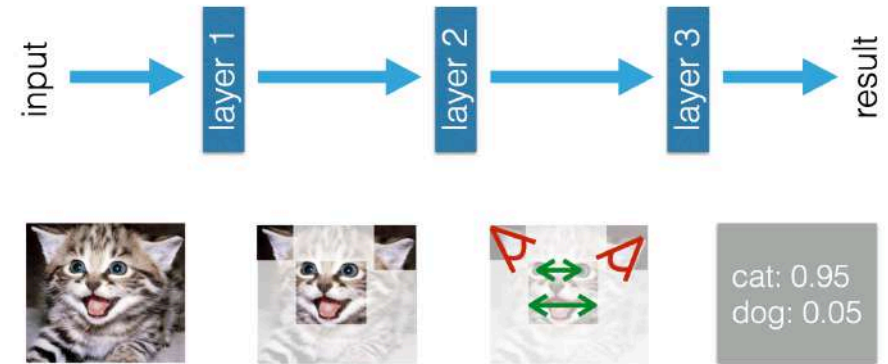 input
layer 1
layer 2
layer 3
result
cat: 0.95
dog: 0.05